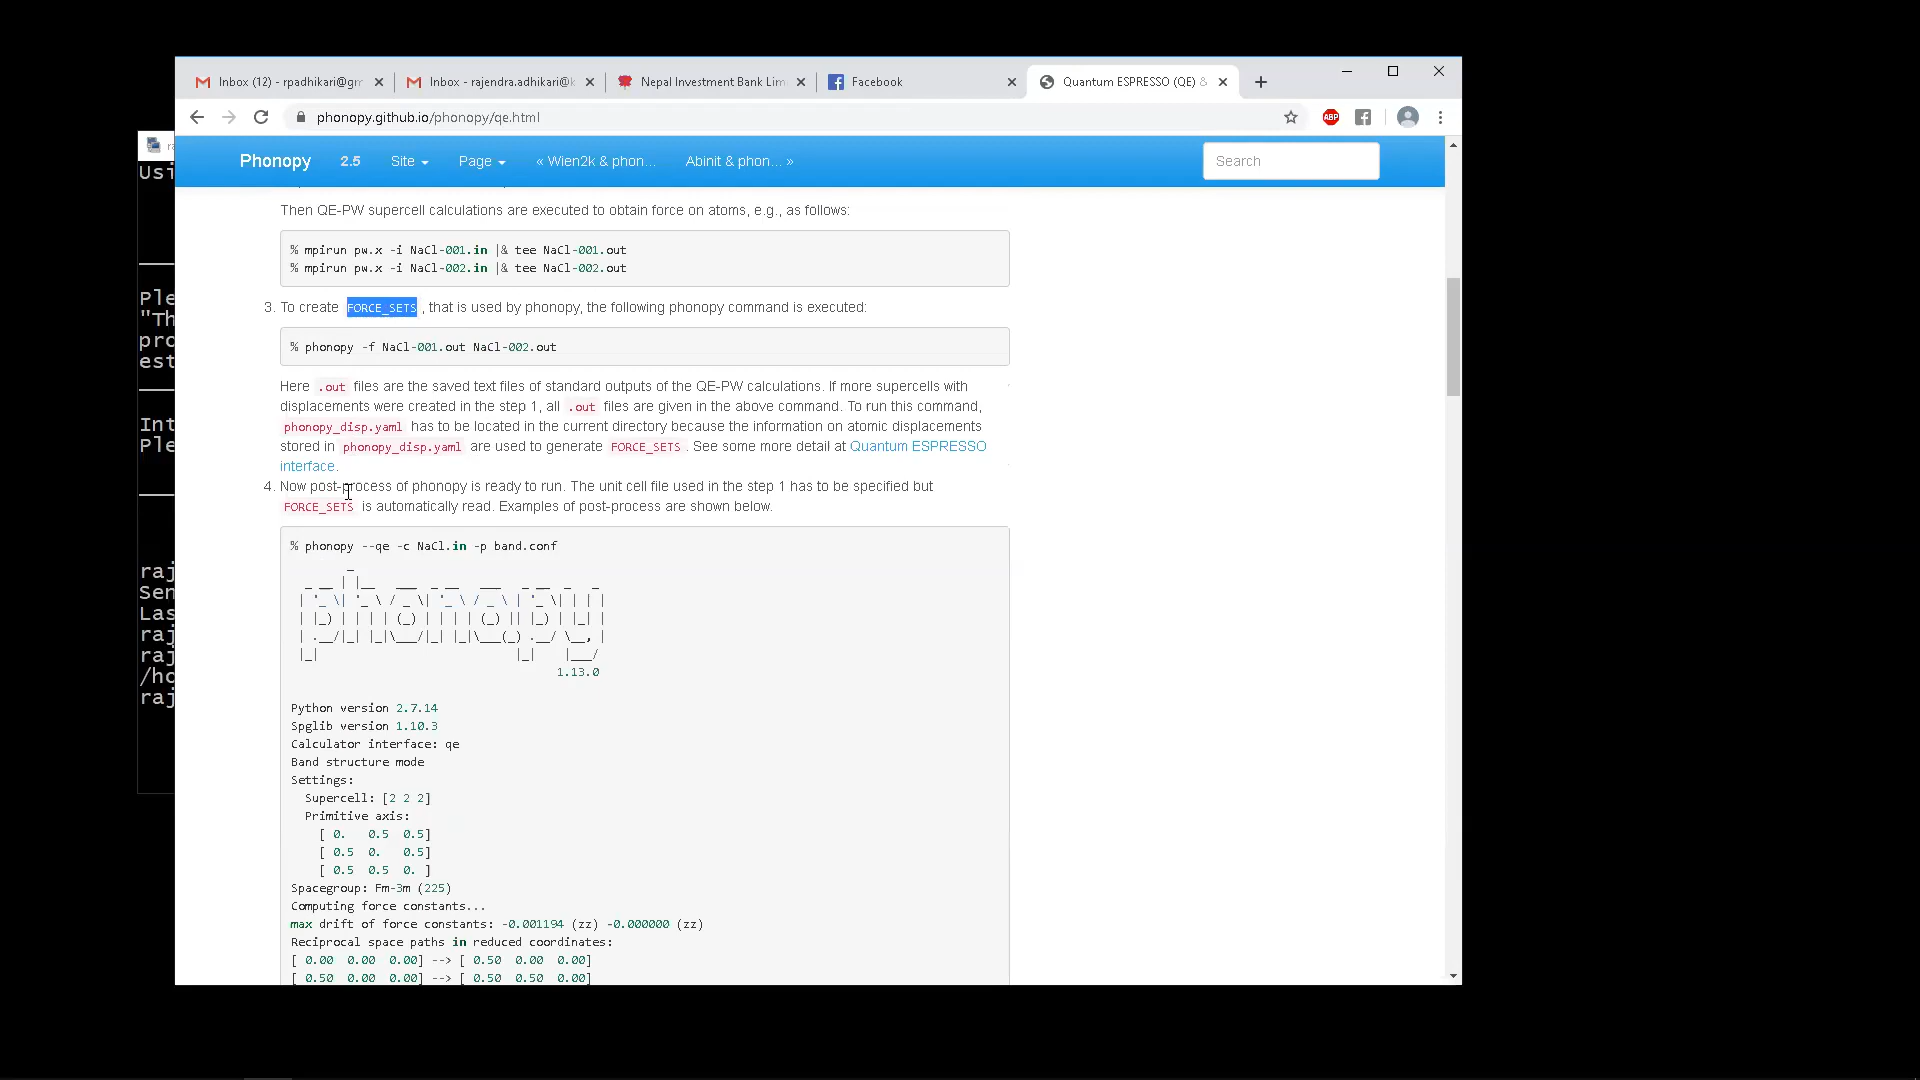 Inbox (12) - rpadhikari@gm
Inbox - rajendra.adhikari@k
Nepal Investment Bank Lim
Facebook
Quantum ESPRESSO (QE) &
phonopy.github.io/phonopy/qe.html
ABP
Phonopy 2.5 Site Page « Wien2k & phon... Abinit & phon... » Search
Then QE-PW supercell calculations are executed to obtain force on atoms, e.g., as follows:
% mpirun pw.x -i NaCl-001.in |& tee NaCl-001.out
% mpirun pw.x -i NaCl-002.in |& tee NaCl-002.out
3. To create FORCE_SETS , that is used by phonopy, the following phonopy command is executed:
% phonopy -f NaCl-001.out NaCl-002.out
Here .out files are the saved text files of standard outputs of the QE-PW calculations. If more supercells with
displacements were created in the step 1, all .out files are given in the above command. To run this command,
phonopy_disp.yaml has to be located in the current directory because the information on atomic displacements
stored in phonopy_disp.yaml are used to generate FORCE_SETS . See some more detail at Quantum ESPRESSO
interface.
4. Now post-process of phonopy is ready to run. The unit cell file used in the step 1 has to be specified but
FORCE_SETS is automatically read. Examples of post-process are shown below.
% phonopy --qe -c NaCl.in -p band.conf
1.13.0
Python version 2.7.14
Spglib version 1.10.3
Calculator interface: qe
Band structure mode
Settings:
Supercell: [2 2 2]
Primitive axis:
[ 0. 0.5 0.5]
[ 0.5 0. 0.5]
[ 0.5 0.5 0. ]
Spacegroup: Fm-3m (225)
Computing force constants...
max drift of force constants: -0.001194 (zz) -0.000000 (zz)
Reciprocal space paths in reduced coordinates:
[ 0.00 0.00 0.00] --> [ 0.50 0.00 0.00]
[ 0.50 0.00 0.00] --> [ 0.50 0.50 0.00]
Usi
Ple
"Th
pro
est
Int
Ple
raj
Sen
Las
raj
raj
/ho
raj